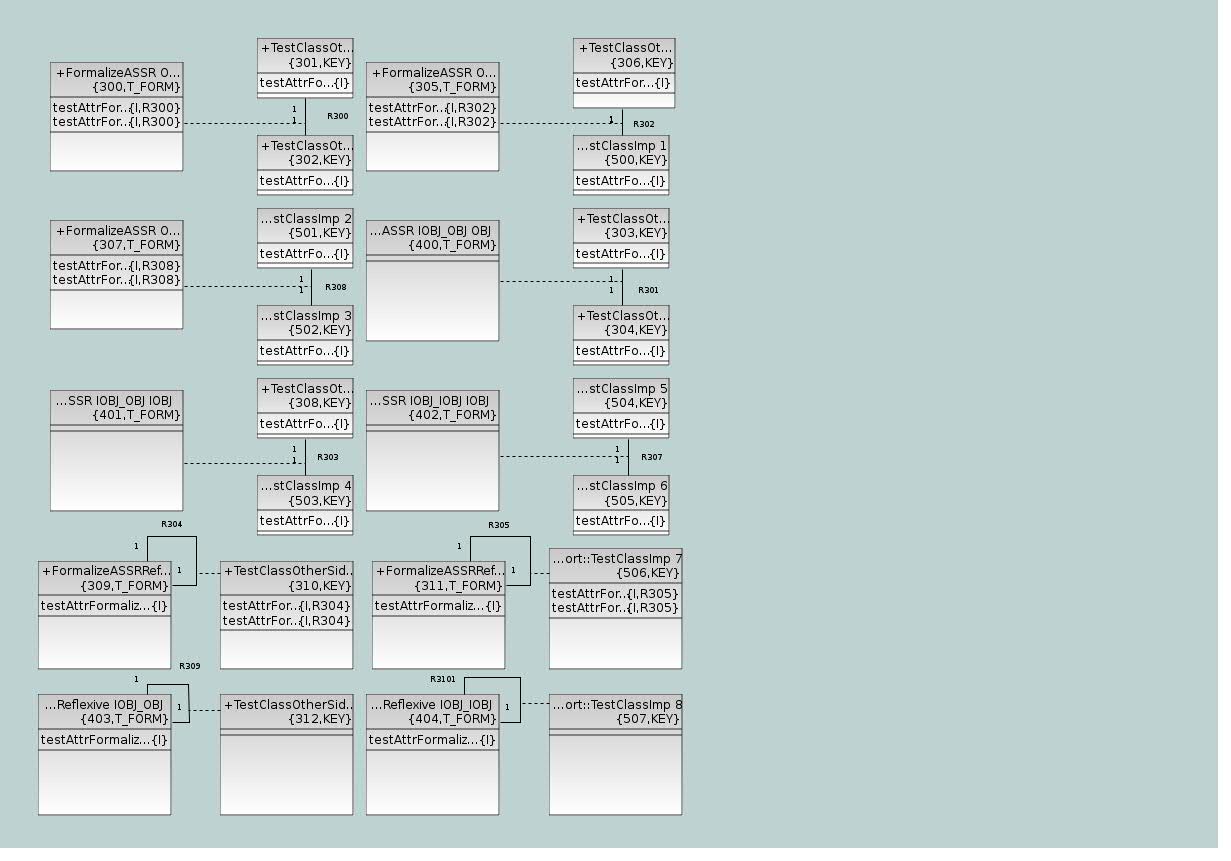 +FormalizeASSR O...
{300,T_FORM}
testAttrFor...{I,R300}
testAttrFor...{I,R300}
+TestClassOt...
{301,KEY}
testAttrFo...{I}
1
1
R300
+TestClassOt...
{302,KEY}
testAttrFo...{I}
+FormalizeASSR O...
{305,T_FORM}
testAttrFor...{I,R302}
testAttrFor...{I,R302}
+TestClassOt...
{306,KEY}
testAttrFor...{I}
1
R302
...stClassImp 1
{500,KEY}
testAttrFo...{I}
+FormalizeASSR O...
{307,T_FORM}
testAttrFor...{I,R308}
testAttrFor...{I,R308}
...stClassImp 2
{501,KEY}
testAttrFo...{I}
1
1
R308
...stClassImp 3
{502,KEY}
testAttrFo...{I}
...ASSR IOBJ_OBJ OBJ
{400,T_FORM}
+TestClassOt...
{303,KEY}
testAttrFo...{I}
1
1
R301
+TestClassOt...
{304,KEY}
testAttrFo...{I}
...SSR IOBJ_OBJ IOBJ
{401,T_FORM}
+TestClassOt...
{308,KEY}
testAttrFo...{I}
1
1
R303
...stClassImp 4
{503,KEY}
testAttrFo...{I}
...SSR IOBJ_IOBJ IOBJ
{402,T_FORM}
...stClassImp 5
{504,KEY}
testAttrFo...{I}
1
1
R307
...stClassImp 6
{505,KEY}
testAttrFo...{I}
R304
1
1
+FormalizeASSRRef...
{309,T_FORM}
testAttrFormaliz...{I}
+TestClassOtherSid...
{310,KEY}
testAttrFor...{I,R304}
testAttrFor...{I,R304}
R305
1
1
+FormalizeASSRRef...
{311,T_FORM}
testAttrFormaliz...{I}
...ort::TestClassImp 7
{506,KEY}
testAttrFor...{I,R305}
testAttrFor...{I,R305}
R309
1
1
...Reflexive IOBJ_OBJ
{403,T_FORM}
testAttrFormaliz...{I}
+TestClassOtherSid...
{312,KEY}
R3101
1
...Reflexive IOBJ_IOBJ
{404,T_FORM}
testAttrFormaliz...{I}
...ort::TestClassImp 8
{507,KEY}